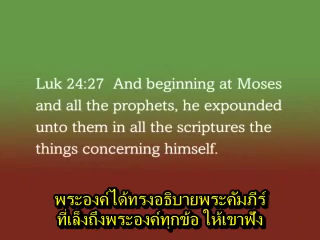 Luk 24:27  And beginning at Moses
and all the prophets, he expounded
unto them in all the scriptures the
things concerning himself.
พระองค์ได้ทรงอธิบายพระคัมภีร์
ที่เล็งถึงพระองค์ทุกข้อ ให้เขาฟัง